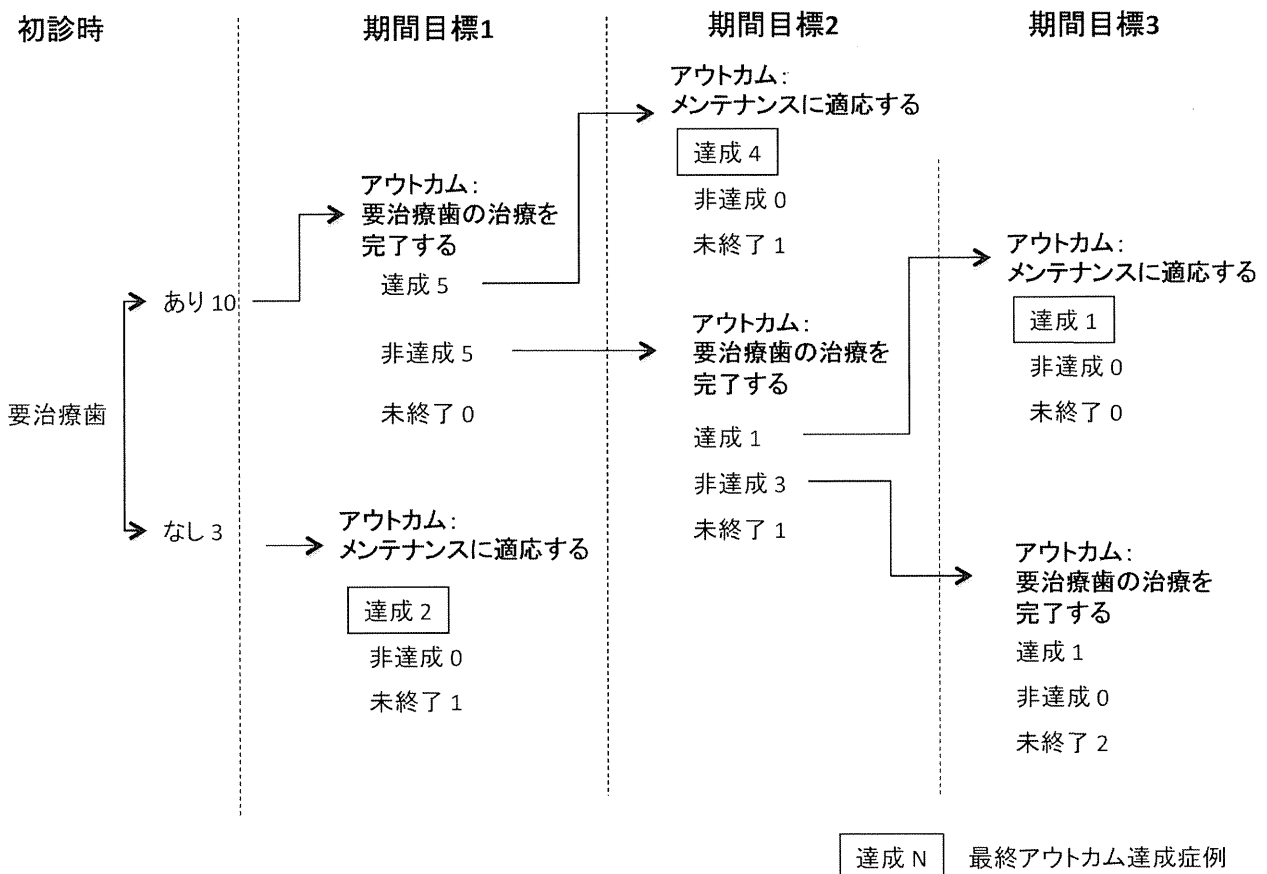 初診時
期間目標1
期間目標2
期間目標3
要治療歯
あり 10
なし 3
アウトカム:
要治療歯の治療を
完了する
達成 5
非達成 5
未終了 0
アウトカム:
メンテナンスに適応する
達成 2
非達成 0
未終了 1
アウトカム:
メンテナンスに適応する
達成 4
非達成 0
未終了 1
アウトカム:
要治療歯の治療を
完了する
達成 1
非達成 3
未終了 1
アウトカム:
メンテナンスに適応する
達成 1
非達成 0
未終了 0
アウトカム:
要治療歯の治療を
完了する
達成 1
非達成 0
未終了 2
達成 N 最終アウトカム達成症例